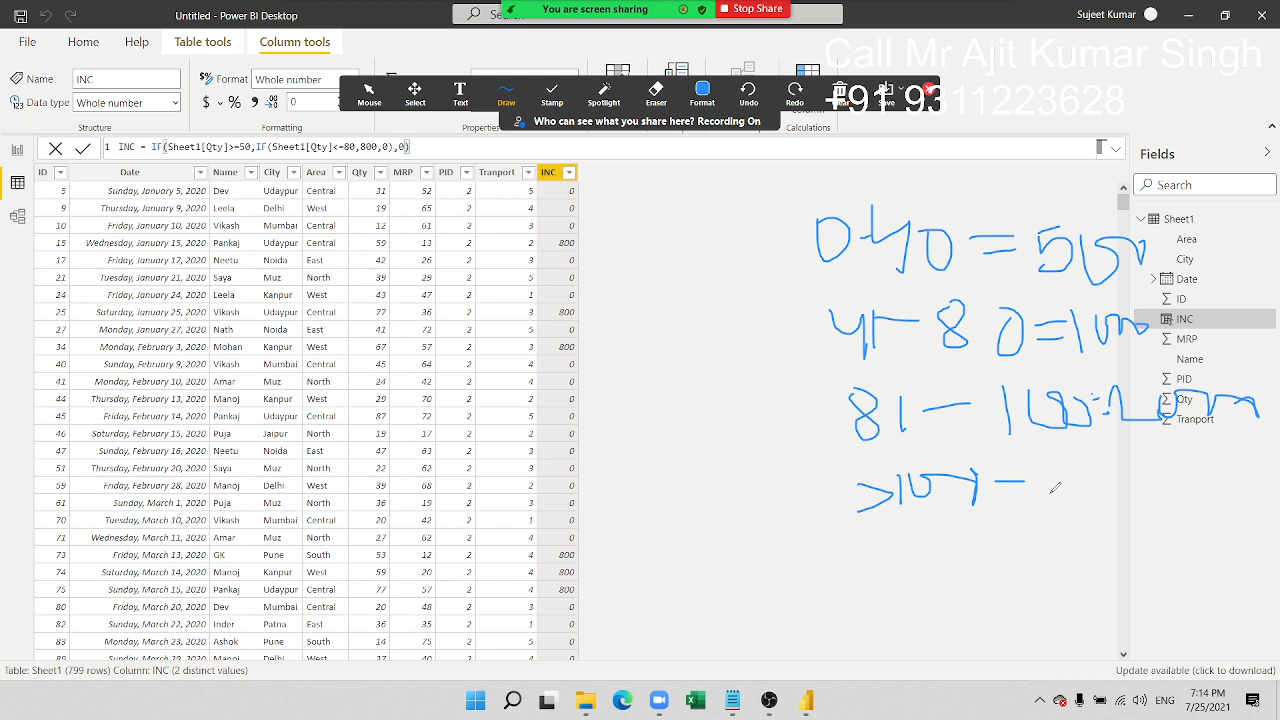 You are screen sharing
Stop Share
Untitled - Power
Sujeet Kumar
File Home Help Table tools Column tools
Call Mr Ajit Kumar Singh
+91 9311223628
Name INC
Format Whole number
Data type Whole number
$ % 0
Structure Formatting Properties Calculations
Mouse Select Text Draw Stamp Spotlight Eraser Format Undo Redo Clear Save
Who can see what you share here? Recording On
1 INC = IF(Sheet1[Qty]>=50,IF(Sheet1[Qty]<=80,800,0),0)
Fields
Search
Sheet1
Area
City
Date
ID
INC
MRP
Name
PID
Qty
Tranport
ID Date Name City Area Qty MRP PID Tranport INC
5 Sunday, January 5, 2020 Dev Udaypur Central 31 52 2 5 0
9 Thursday, January 9, 2020 Leela Delhi West 19 65 2 4 0
10 Friday, January 10, 2020 Vikash Mumbai Central 12 61 2 3 0
15 Wednesday, January 15, 2020 Pankaj Udaypur Central 59 13 2 2 800
17 Friday, January 17, 2020 Neetu Noida East 42 26 2 3 0
21 Tuesday, January 21, 2020 Saya Muz North 39 29 2 5 0
24 Friday, January 24, 2020 Leela Kanpur West 43 47 2 1 0
25 Saturday, January 25, 2020 Vikash Udaypur Central 77 36 2 3 800
27 Monday, January 27, 2020 Nath Noida East 41 30 2 5 0
34 Monday, February 3, 2020 Mohan Kanpur West 67 57 2 3 800
40 Sunday, February 9, 2020 Vikash Mumbai Central 45 64 2 4 0
41 Monday, February 10, 2020 Amar Muz North 24 42 2 4 0
44 Thursday, February 13, 2020 Manoj Kanpur West 29 70 2 2 0
45 Friday, February 14, 2020 Pankaj Udaypur Central 87 72 2 5 0
46 Saturday, February 15, 2020 Puja Jaipur North 19 17 2 2 0
47 Sunday, February 16, 2020 Neetu Noida East 47 63 2 3 0
51 Thursday, February 20, 2020 Saya Muz North 22 62 2 3 0
59 Friday, February 28, 2020 Manoj Delhi West 39 68 2 2 0
61 Sunday, March 1, 2020 Puja Muz North 36 19 2 3 0
70 Tuesday, March 10, 2020 Vikash Mumbai Central 20 42 2 1 0
71 Wednesday, March 11, 2020 Amar Muz North 27 62 2 4 0
73 Friday, March 13, 2020 GK Pune South 53 12 2 4 800
74 Saturday, March 14, 2020 Manoj Kanpur West 59 20 2 4 800
75 Sunday, March 15, 2020 Pankaj Udaypur Central 77 57 2 4 800
80 Friday, March 20, 2020 Dev Mumbai Central 20 48 2 3 0
82 Sunday, March 22, 2020 Inder Patna East 36 35 2 1 0
83 Monday, March 23, 2020 Ashok Pune South 14 75 2 5 0
89 Sunday, March 29, 2020 Manoj Delhi West 37 40 2 3 0
41-80=1000
Table: Sheet1 (799 rows) Column: INC (2 distinct values)
Update available (click to download)
ENG
7:14 PM
7/25/2021